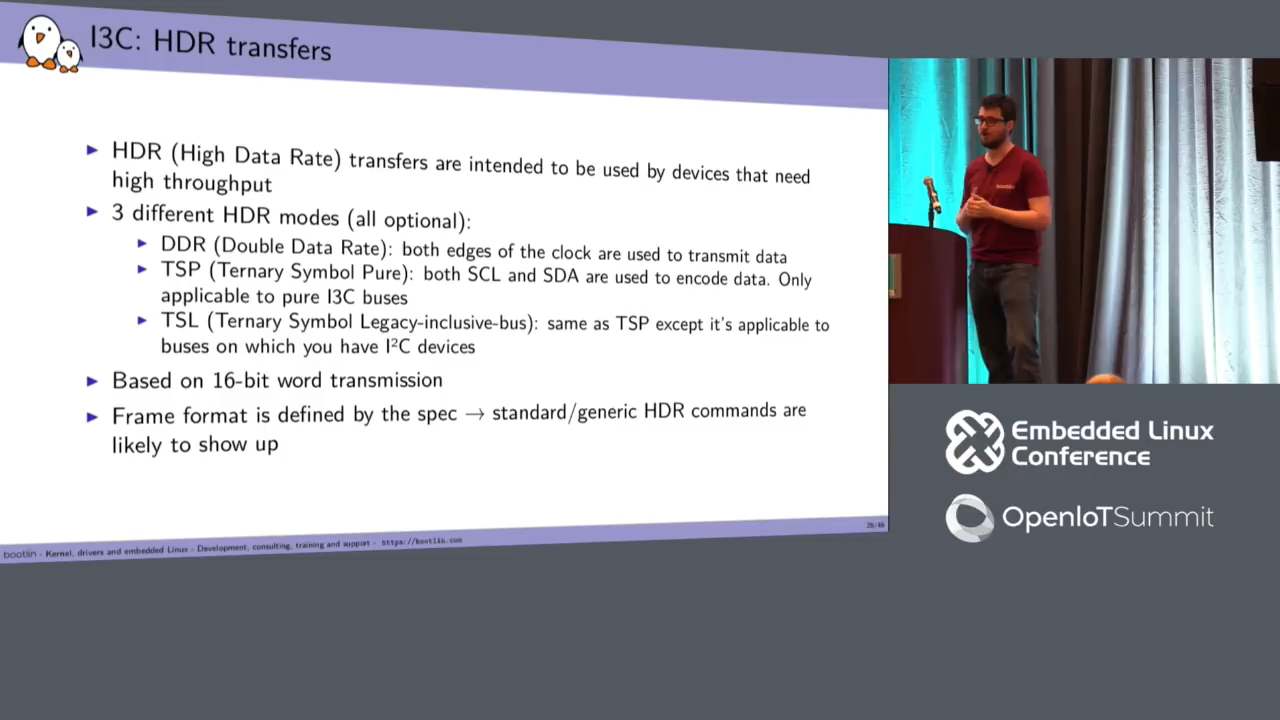 I3C: HDR transfers
▶ HDR (High Data Rate) transfers are intended to be used by devices that need
high throughput
▶ 3 different HDR modes (all optional):
▶ DDR (Double Data Rate): both edges of the clock are used to transmit data
▶ TSP (Ternary Symbol Pure): both SCL and SDA are used to encode data. Only
applicable to pure I3C buses
▶ TSL (Ternary Symbol Legacy-inclusive-bus): same as TSP except it's applicable to
buses on which you have I²C devices
▶ Based on 16-bit word transmission
▶ Frame format is defined by the spec → standard/generic HDR commands are
likely to show up
bootlin - Kernel, drivers and embedded Linux - Development, consulting, training and support - https://bootlin.com
bootlin
Embedded Linux
Conference
OpenIoTSummit